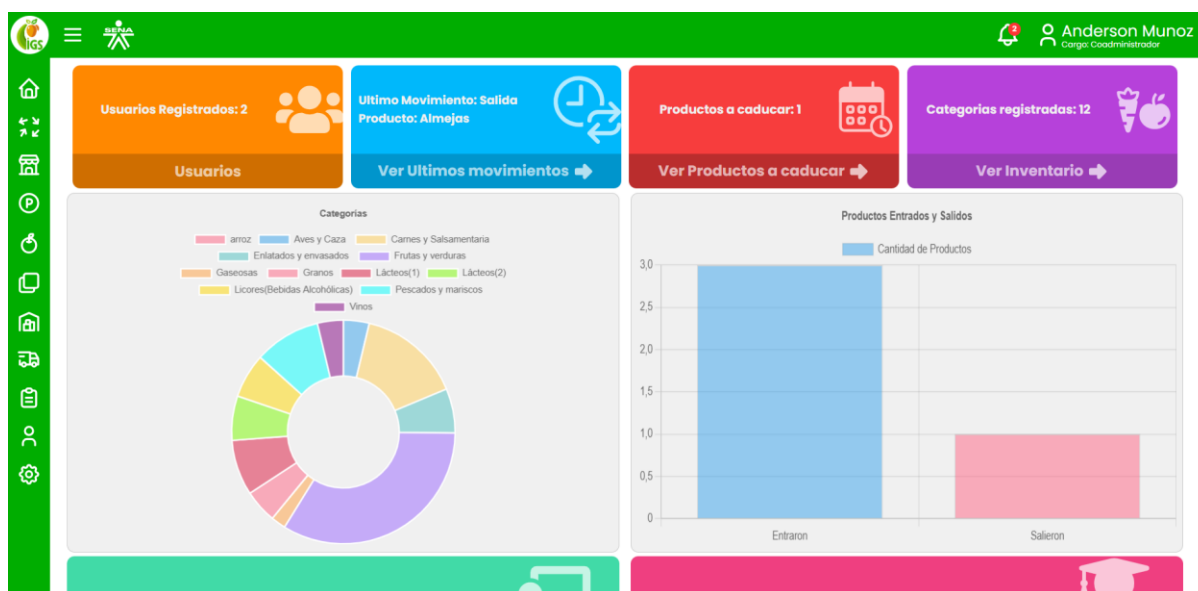 IGS
SENA
2
Anderson Munoz
Cargo: Coadministrador
Usuarios Registrados: 2
Usuarios
Ultimo Movimiento: Salida
Producto: Almejas
Ver Ultimos movimientos
Productos a caducar: 1
Ver Productos a caducar
Categorias registradas: 12
Ver Inventario
P
Categorias
arroz Aves y Caza Carnes y Salsamentaria
Enlatados y envasados Frutas y verduras
Gaseosas Granos Lácteos(1) Lácteos(2)
Licores(Bebidas Alcohólicas) Pescados y mariscos
Vinos
Productos Entrados y Salidos
Cantidad de Productos
3,0
2,5
2,0
1,5
1,0
0,5
0
Entraron Salieron